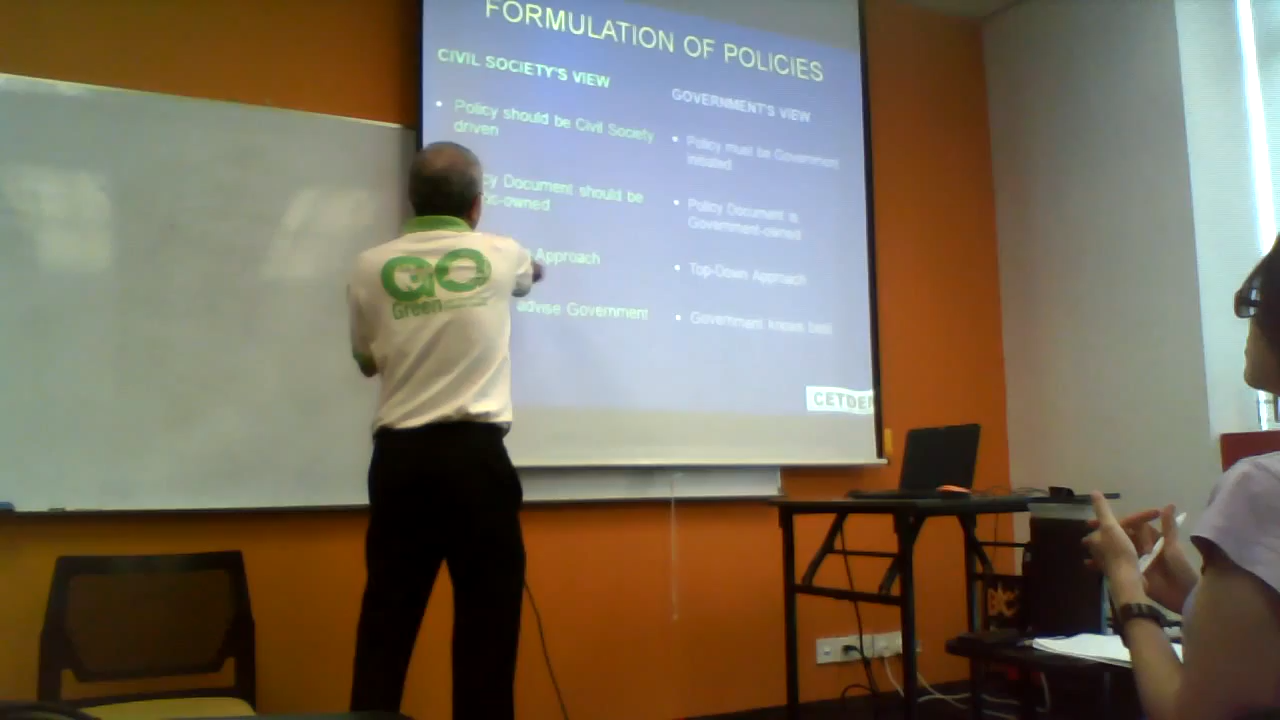 FORMULATION OF POLICIES
CIVIL SOCIETY'S VIEW
• Policy should be Civil Society
driven
Document should be
owned
Approach
advise Government
GOVERNMENT'S VIEW
• Policy must be Government
initiated
• Policy Document is
Government-owned
• Top-Down Approach
• Government knows best
CETDEM
GO
Green